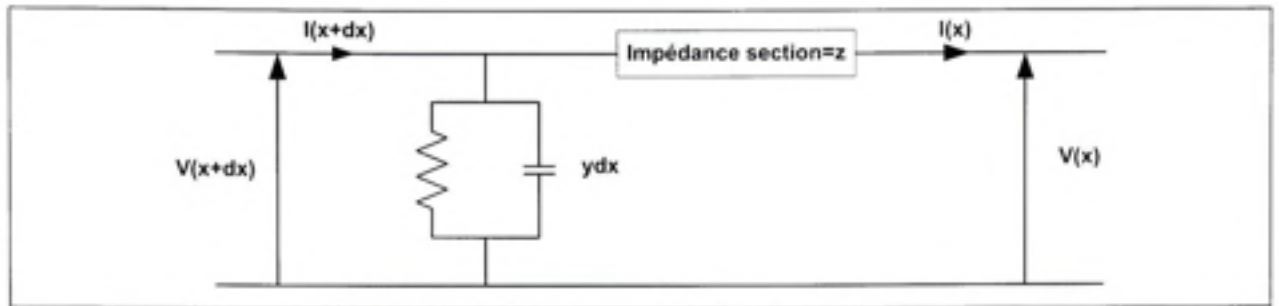 I(x+dx)
I(x)
Impédance section=z
V(x+dx)
ydx
V(x)